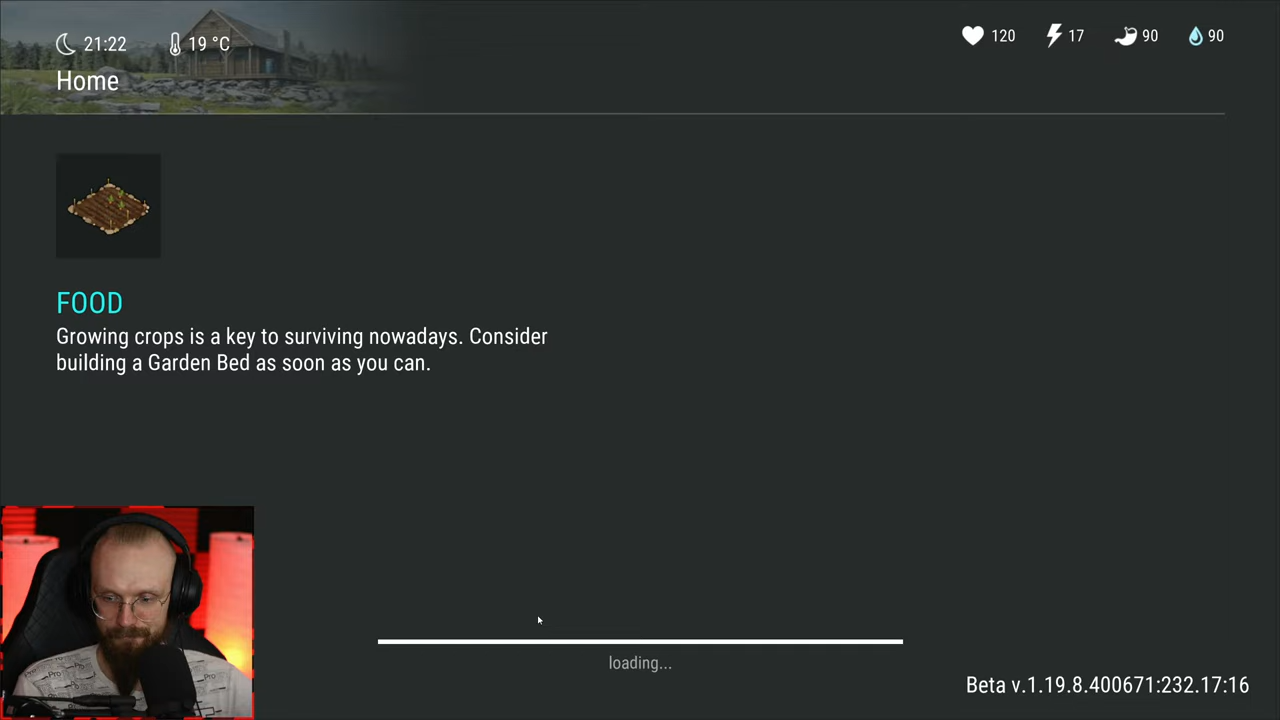 21:22 19 °C
Home
120 17 90 90
FOOD
Growing crops is a key to surviving nowadays. Consider
building a Garden Bed as soon as you can.
loading...
Beta v.1.19.8.400671:232.17:16